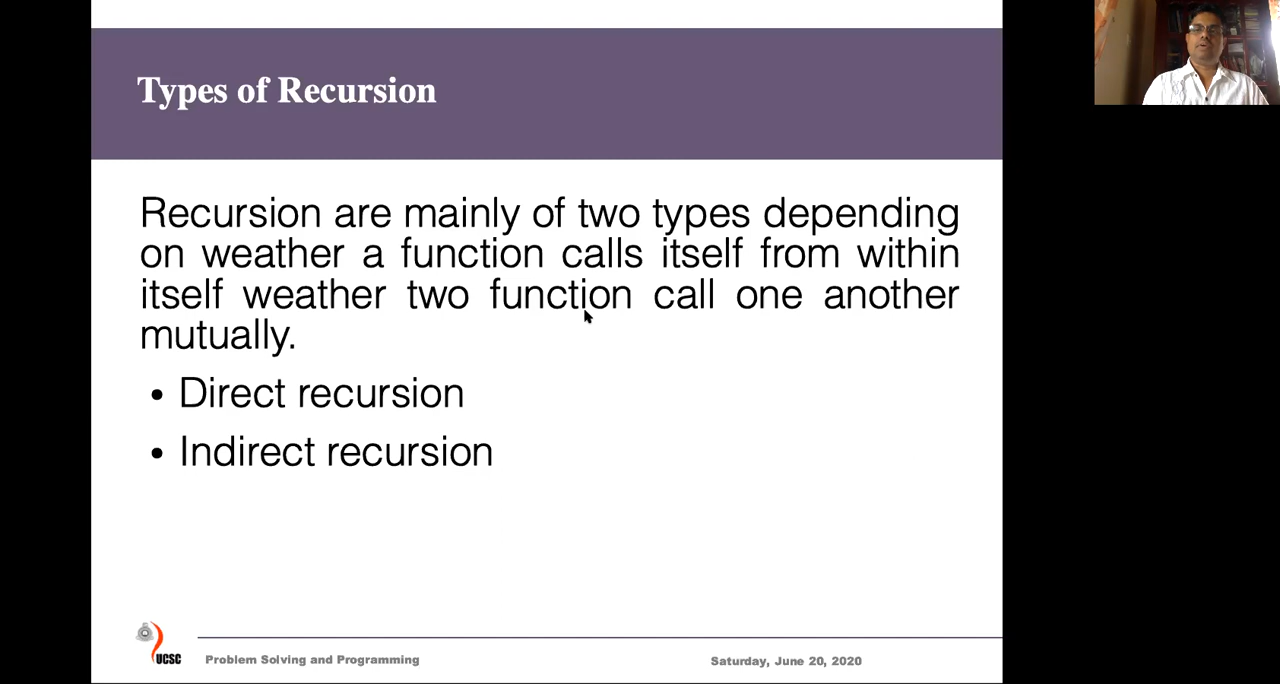 Types of Recursion
Recursion are mainly of two types depending
on weather a function calls itself from within
itself weather two function call one another
mutually.
• Direct recursion
• Indirect recursion
UCSC
Problem Solving and Programming
Saturday, June 20, 2020